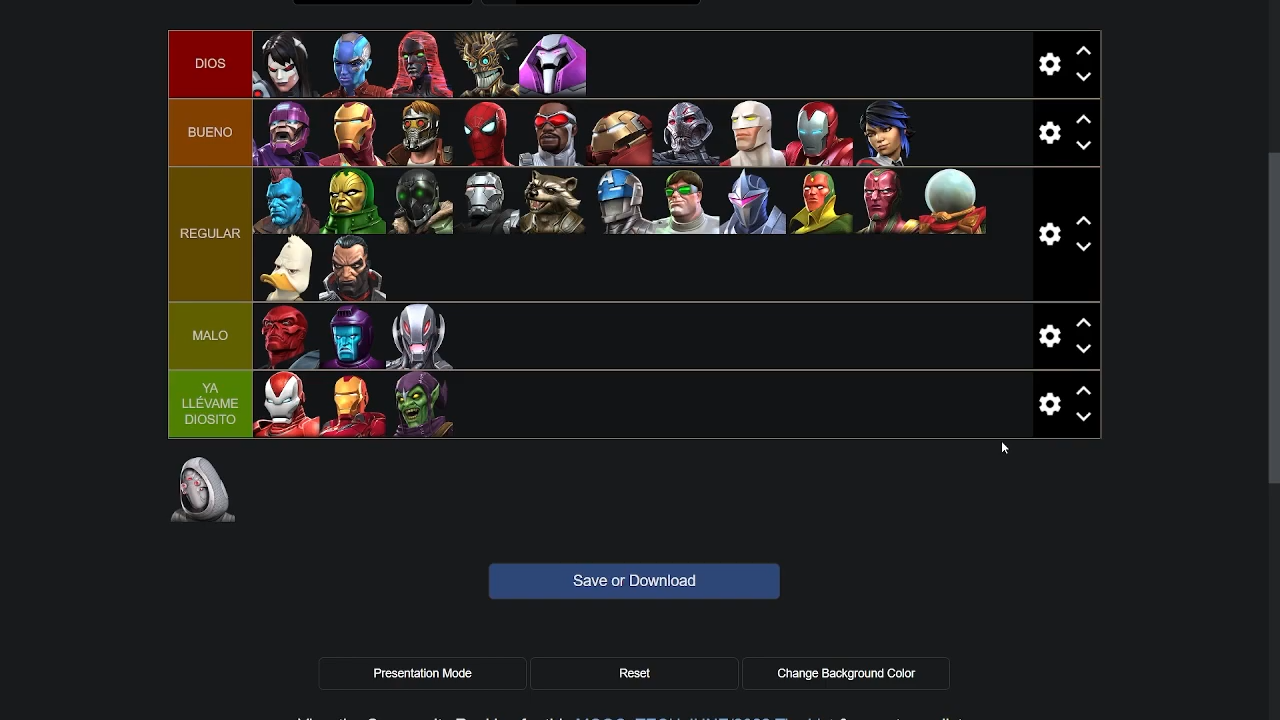 DIOS
BUENO
REGULAR
MALO
YA
LLÉVAME
DIOSITO
Save or Download
Presentation Mode
Reset
Change Background Color